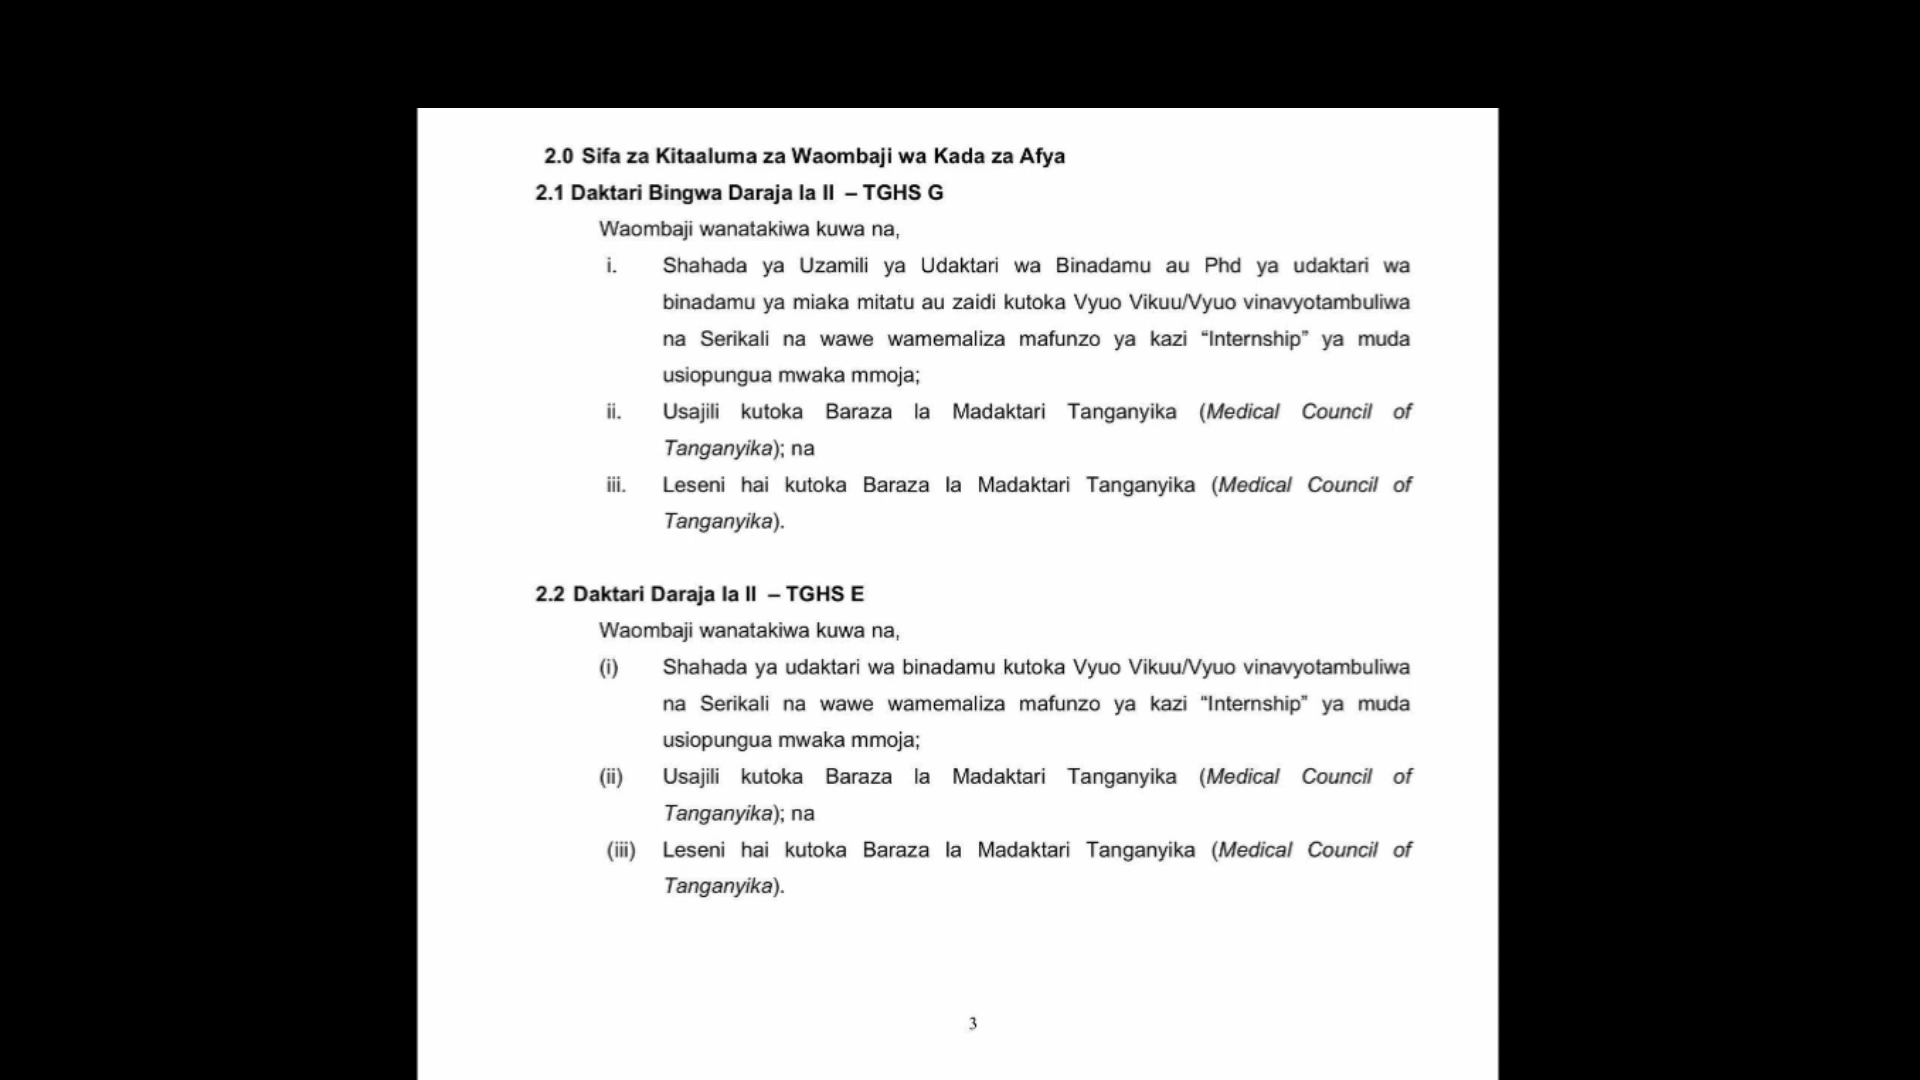 2.0 Sifa za Kitaaluma za Waombaji wa Kada za Afya
2.1 Daktari Bingwa Daraja la II – TGHS G
Waombaji wanatakiwa kuwa na,
i. Shahada ya Uzamili ya Udaktari wa Binadamu au Phd ya udaktari wa
binadamu ya miaka mitatu au zaidi kutoka Vyuo Vikuu/Vyuo vinavyotambuliwa
na Serikali na wawe wamemaliza mafunzo ya kazi “Internship” ya muda
usiopungua mwaka mmoja;
ii. Usajili kutoka Baraza la Madaktari Tanganyika (Medical Council of
Tanganyika); na
iii. Leseni hai kutoka Baraza la Madaktari Tanganyika (Medical Council of
Tanganyika).
2.2 Daktari Daraja la II – TGHS E
Waombaji wanatakiwa kuwa na,
(i) Shahada ya udaktari wa binadamu kutoka Vyuo Vikuu/Vyuo vinavyotambuliwa
na Serikali na wawe wamemaliza mafunzo ya kazi “Internship” ya muda
usiopungua mwaka mmoja;
(ii) Usajili kutoka Baraza la Madaktari Tanganyika (Medical Council of
Tanganyika); na
(iii) Leseni hai kutoka Baraza la Madaktari Tanganyika (Medical Council of
Tanganyika).
3